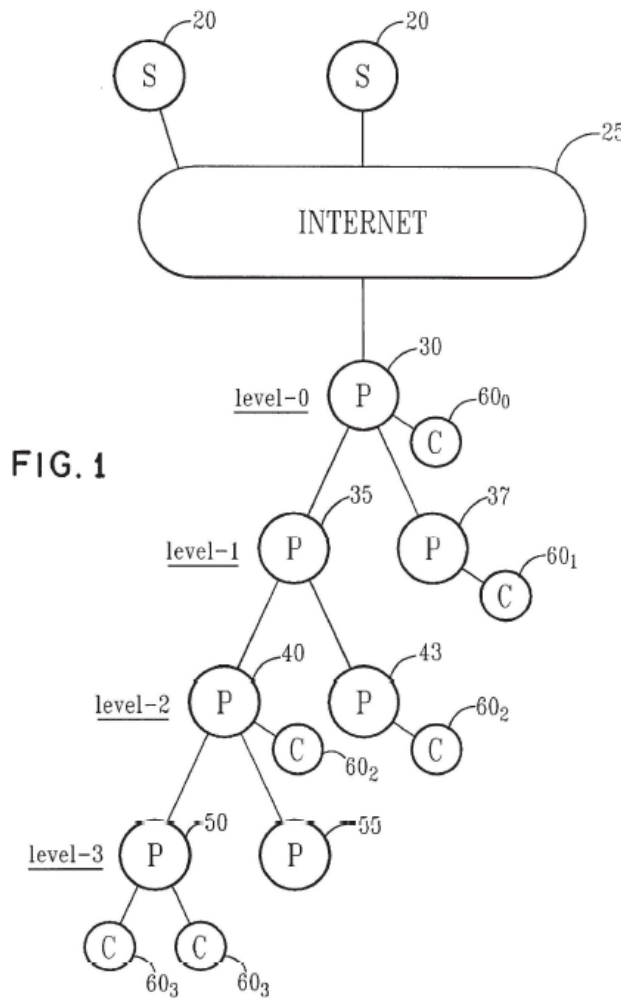 20 20
S S
25
INTERNET
30
level-0 P 60₀
C
FIG. 1
35 37
level-1 P P 60₁
C
40 43
level-2 P P 60₂
C C
60₂
50 55
level-3 P P
C C
60₃ 60₃